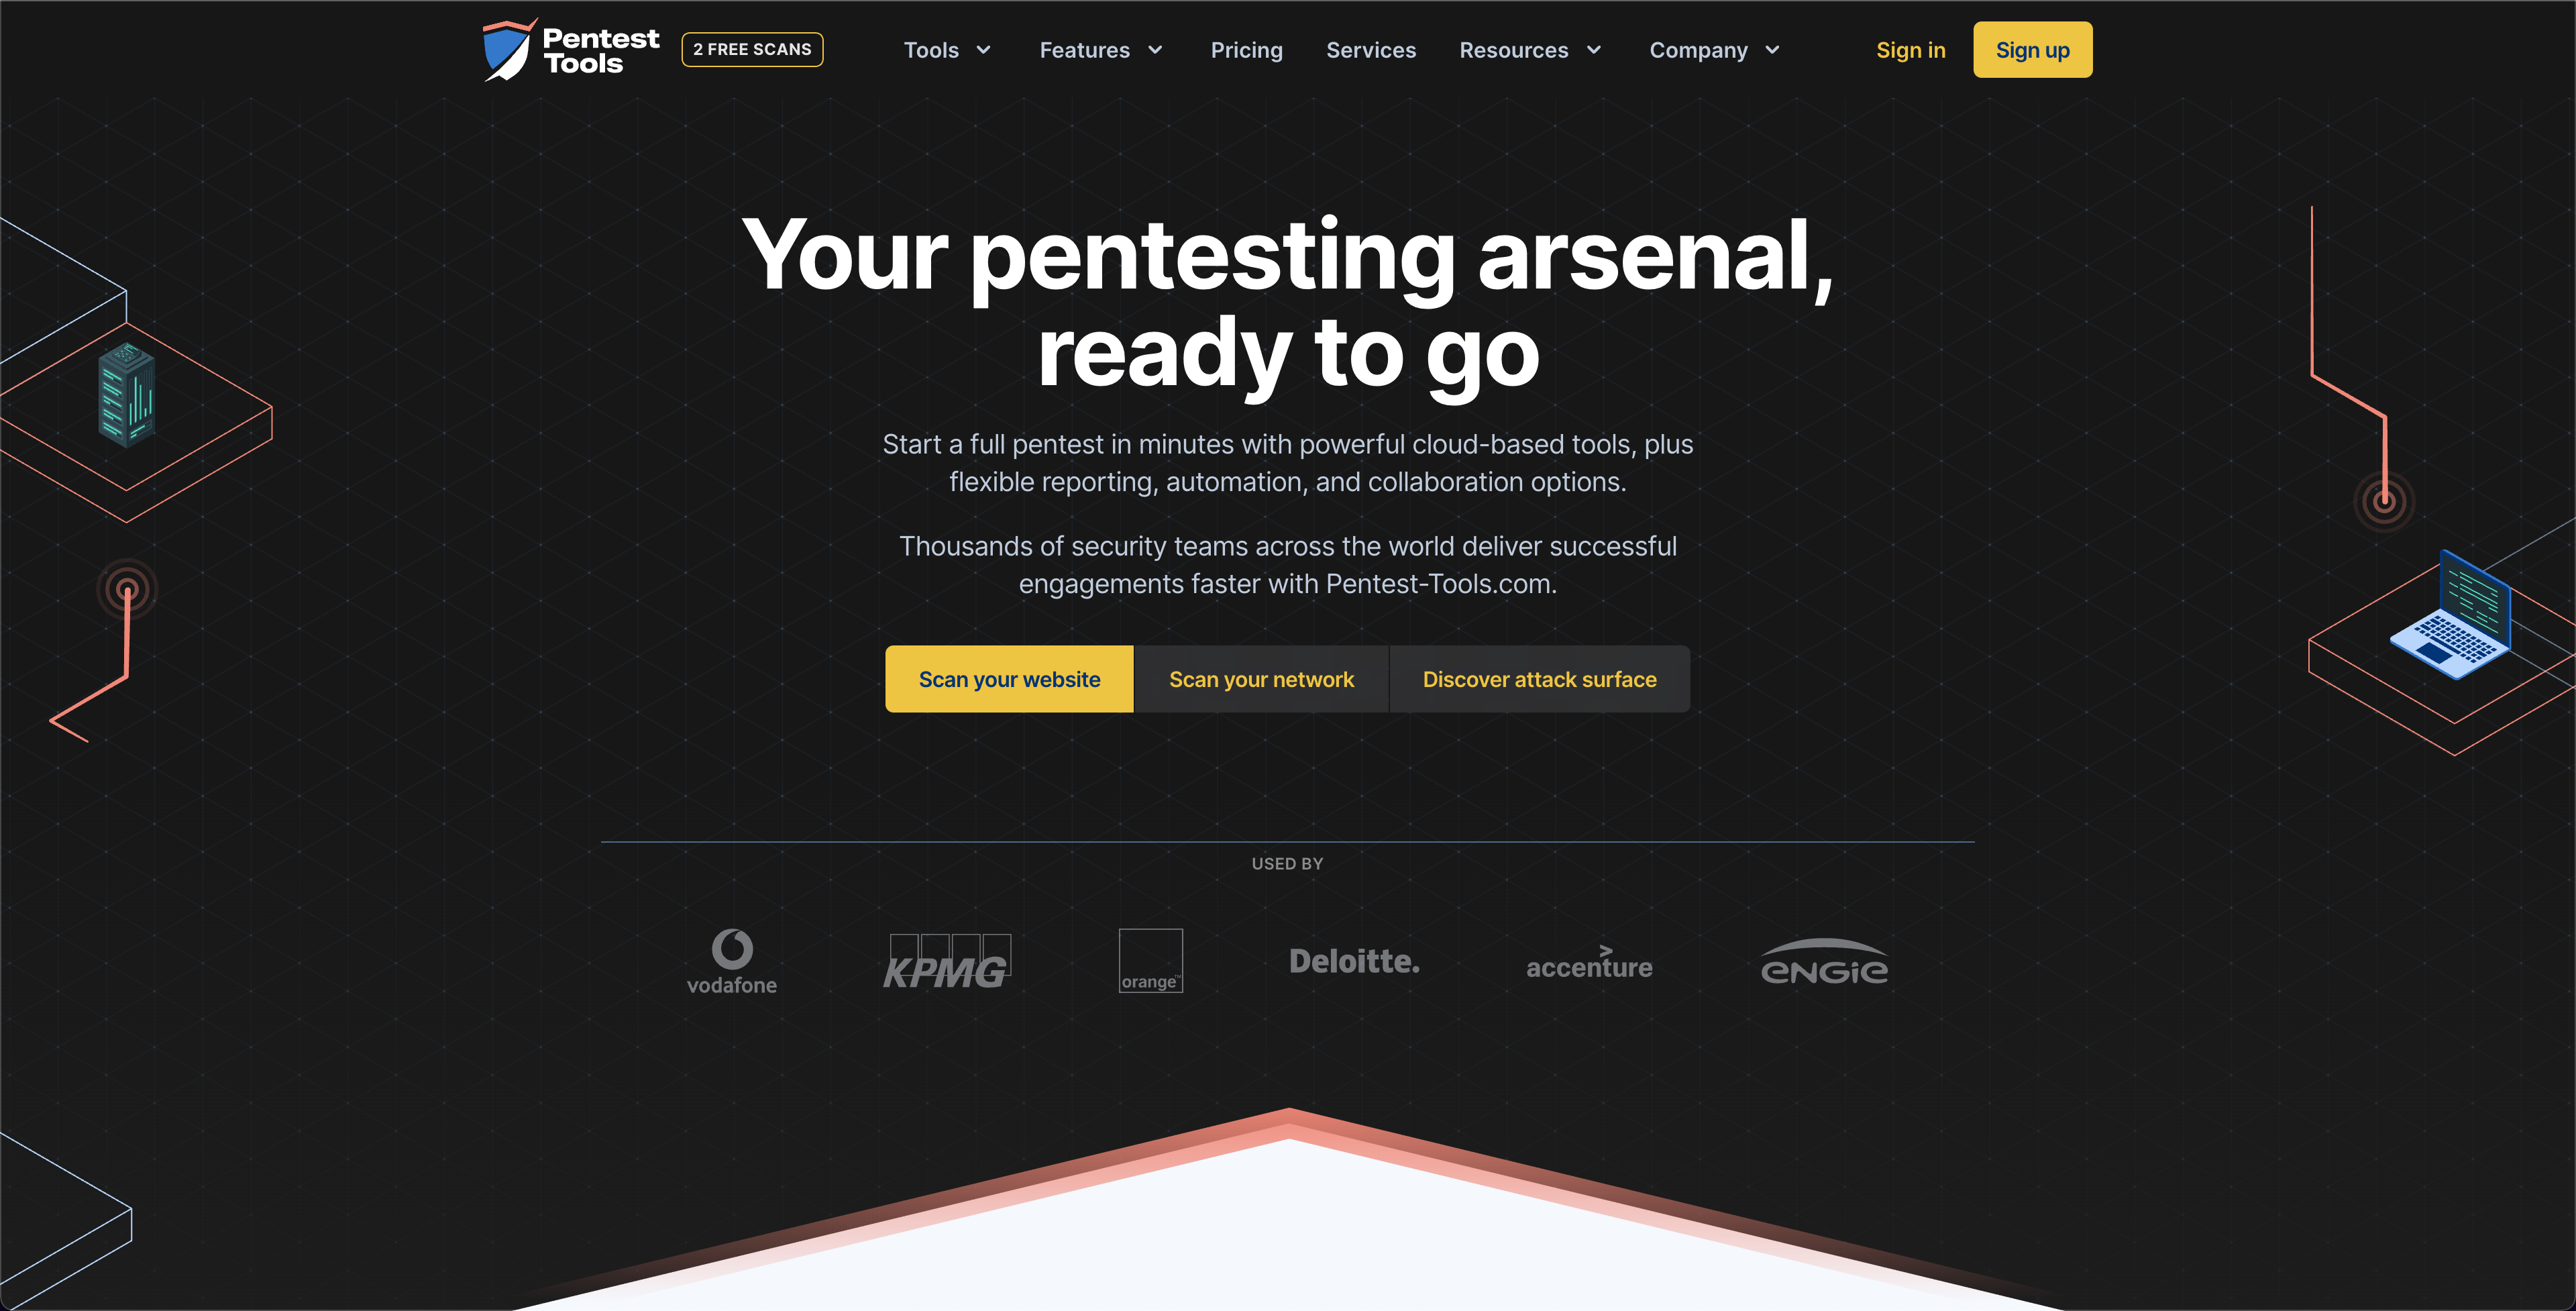 Pentest
Tools
2 FREE SCANS
Tools
Features
Pricing
Services
Resources
Company
Sign in
Sign up
Your pentesting arsenal,
ready to go
Start a full pentest in minutes with powerful cloud-based tools, plus
flexible reporting, automation, and collaboration options.
Thousands of security teams across the world deliver successful
engagements faster with Pentest-Tools.com.
Scan your website
Scan your network
Discover attack surface
USED BY
vodafone
KPMG
orange™
Deloitte.
accenture
ENGIE